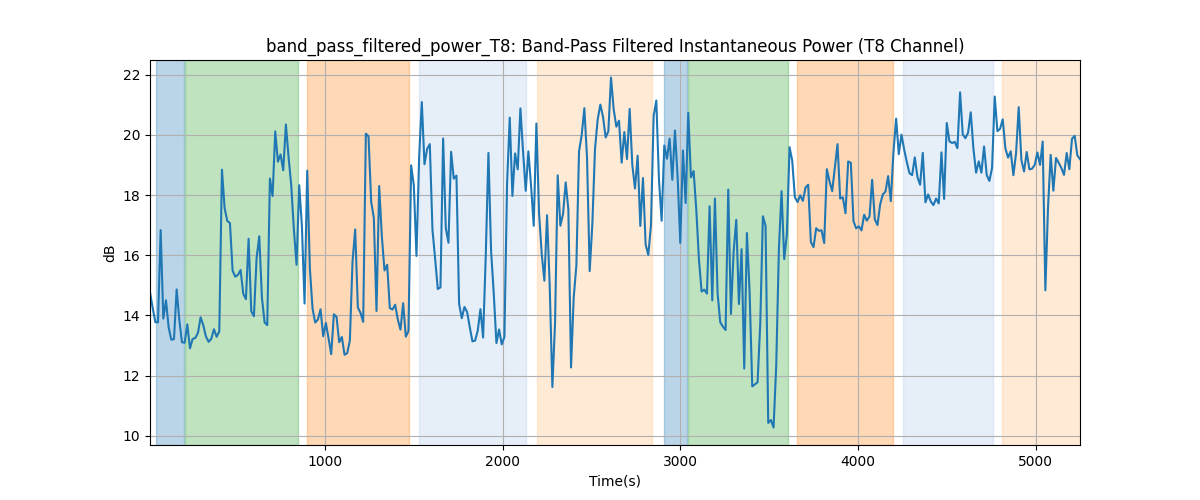 band_pass_filtered_power_T8: Band-Pass Filtered Instantaneous Power (T8 Channel)
22
20
18
16
14
12
10
dB
1000 2000 3000 4000 5000
Time(s)